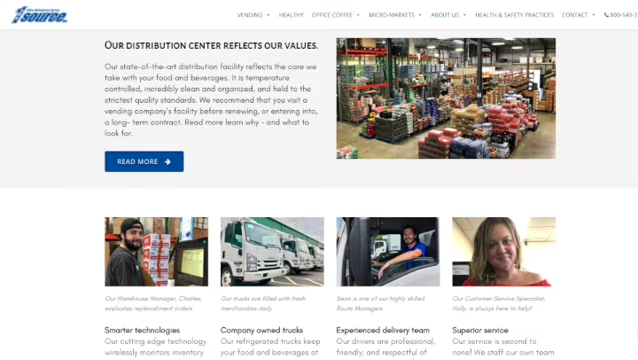 1source
VENDING HEALTHY OFFICE COFFEE MICRO-MARKETS ABOUT US HEALTH & SAFETY PRACTICES CONTACT 800-549-3
Our distribution center reflects our values.
Our state-of-the-art distribution facility reflects the care we
take with your food and beverages. It is temperature
controlled, incredibly clean and organized, and held to the
strictest quality standards. We recommend that you visit a
vending company's facility before renewing, or entering into,
a long- term contract. Read more learn why – and what to
look for.
READ MORE
Our Warehouse Manager, Charles,
evaluates replenishment orders
Our trucks are filled with fresh
merchandise daily
Sean is one of our highly skilled
Route Managers
Our Customer Service Specialist,
Holly, is always here to help!
Smarter technologies
Our cutting edge technology
wirelessly monitors inventory
Company owned trucks
Our refrigerated trucks keep
your food and beverages at
Experienced delivery team
Our drivers are professional,
friendly, and respectful of
Superior service
Our service is second to
none! We staff our own team